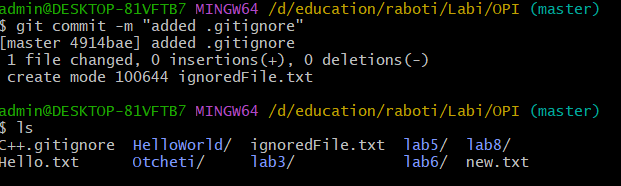 admin@DESKTOP-81VFTB7 MINGW64 /d/education/raboti/Labi/OPI (master)
$ git commit -m "added .gitignore"
[master 4914bae] added .gitignore
 1 file changed, 0 insertions(+), 0 deletions(-)
 create mode 100644 ignoredFile.txt

admin@DESKTOP-81VFTB7 MINGW64 /d/education/raboti/Labi/OPI (master)
$ ls
C++.gitignore  HelloWorld/  ignoredFile.txt  lab5/  lab8/
Hello.txt      Otcheti/     lab3/            lab6/  new.txt